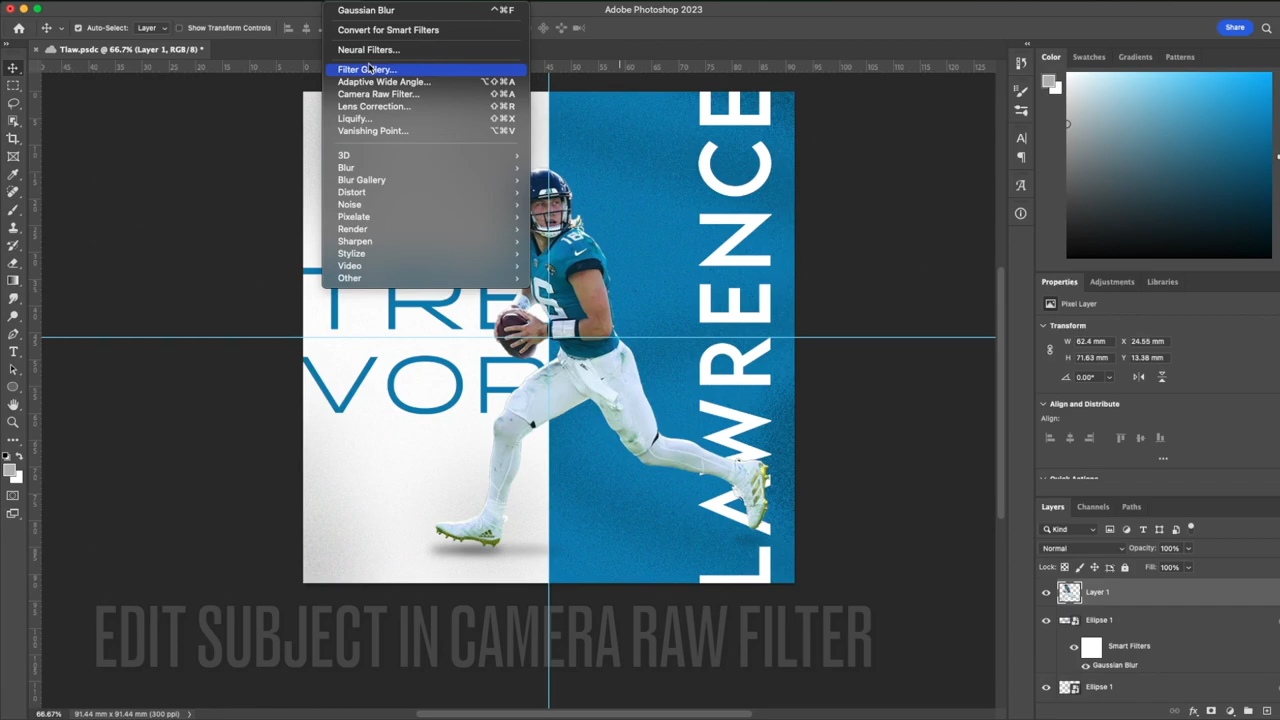 Adobe Photoshop 2023
Auto-Select:
Layer
Show Transform Controls
Share
Tlaw.psdc @ 66.7% (Layer 1, RGB/8) *
Gaussian Blur ^⌘F
Convert for Smart Filters
Neural Filters...
Filter Gallery...
Adaptive Wide Angle... ⌥⇧⌘A
Camera Raw Filter... ⇧⌘A
Lens Correction... ⇧⌘R
Liquify... ⇧⌘X
Vanishing Point... ⌥⌘V
3D
Blur
Blur Gallery
Distort
Noise
Pixelate
Render
Sharpen
Stylize
Video
Other
TRE
VOR
LAWRENCE
16
EDIT SUBJECT IN CAMERA RAW FILTER
Color Swatches Gradients Patterns
Properties Adjustments Libraries
Pixel Layer
Transform
W 62.4 mm X 24.55 mm
H 71.63 mm Y 13.38 mm
0.00°
Align and Distribute
Align:
Quick Actions
Layers Channels Paths
Kind
Normal Opacity: 100%
Lock: Fill: 100%
Layer 1
Ellipse 1
Smart Filters
Gaussian Blur
Ellipse 1
66.67% 91.44 mm x 91.44 mm (300 ppi)